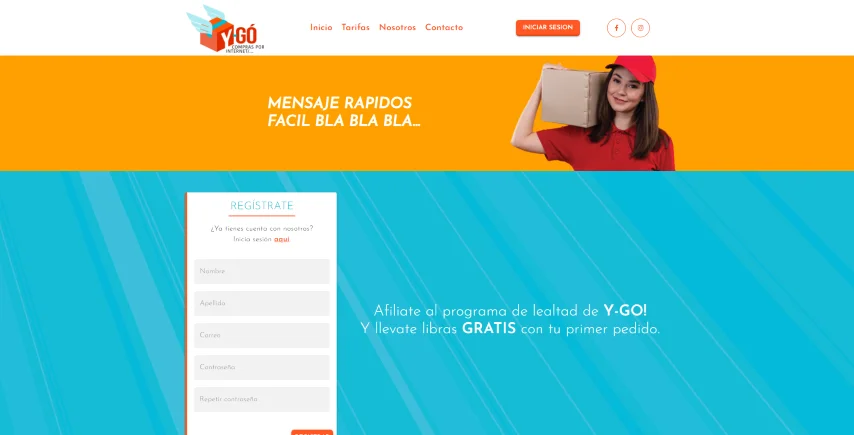 Y-GÓ
COMPRAS POR
INTERNET!...
Inicio Tarifas Nosotros Contacto
INICIAR SESION
MENSAJE RAPIDOS
FACIL BLA BLA BLA...
REGÍSTRATE
¿Ya tienes cuenta con nosotros?
Inicia sesión aquí
Nombre
Apellido
Correo
Contraseña
Repetir contraseña
Afiliate al programa de lealtad de Y-GO!
Y llevate libras GRATIS con tu primer pedido.